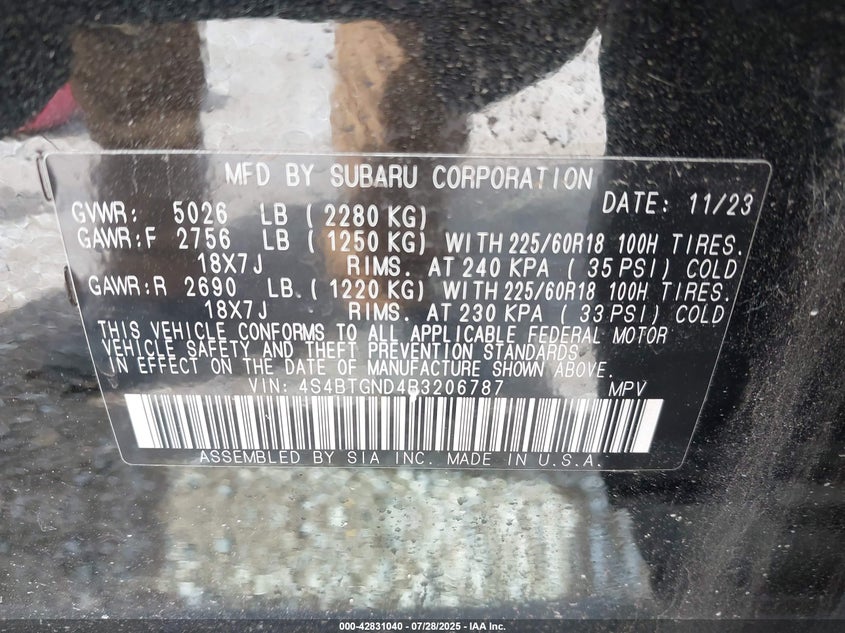 MFD BY SUBARU CORPORATION
DATE: 11/23
GVWR: 5026 LB (2280 KG)
GAWR:F 2756 LB (1250 KG) WITH 225/60R18 100H TIRES.
18X7J RIMS. AT 240 KPA ( 35 PSI) COLD
GAWR:R 2690 LB (1220 KG) WITH 225/60R18 100H TIRES.
18X7J RIMS. AT 230 KPA ( 33 PSI) COLD
THIS VEHICLE CONFORMS TO ALL APPLICABLE FEDERAL MOTOR
VEHICLE SAFETY AND THEFT PREVENTION STANDARDS
IN EFFECT ON THE DATE OF MANUFACTURE SHOWN ABOVE.
VIN: 4S4BTGND4R3206787 MPV
ASSEMBLED BY SIA INC. MADE IN U.S.A.
000-42831040 - 07/28/2025 - IAA Inc.